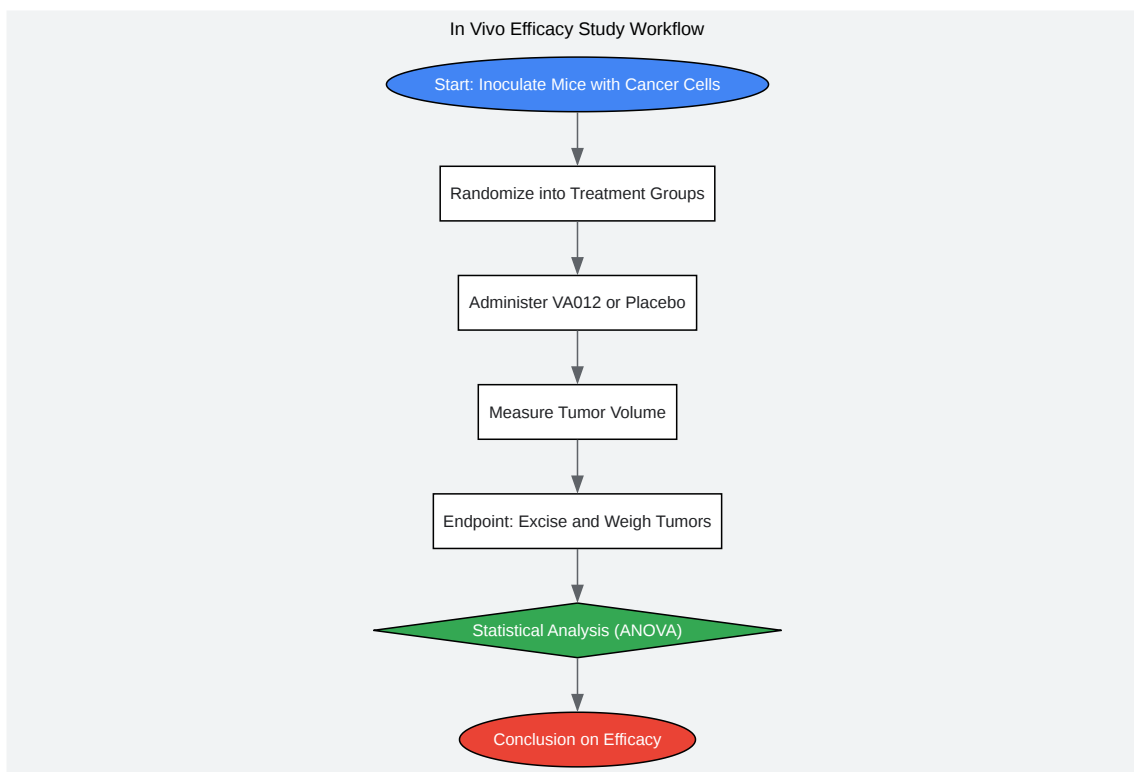 In Vivo Efficacy Study Workflow
Start: Inoculate Mice with Cancer Cells
Randomize into Treatment Groups
Administer VA012 or Placebo
Measure Tumor Volume
Endpoint: Excise and Weigh Tumors
Statistical Analysis (ANOVA)
Conclusion on Efficacy